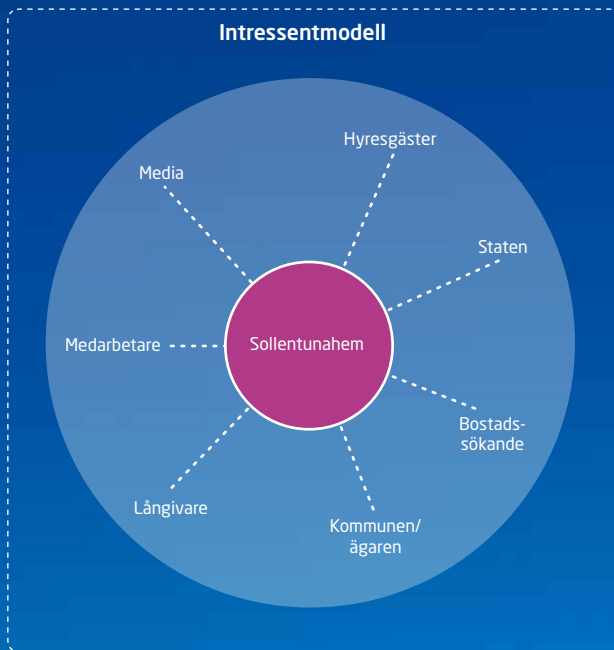 Intressentmodell
Hyresgäster
Media
Staten
Sollentunahem
Medarbetare
Bostads-
sökande
Långivare
Kommunen/
ägaren